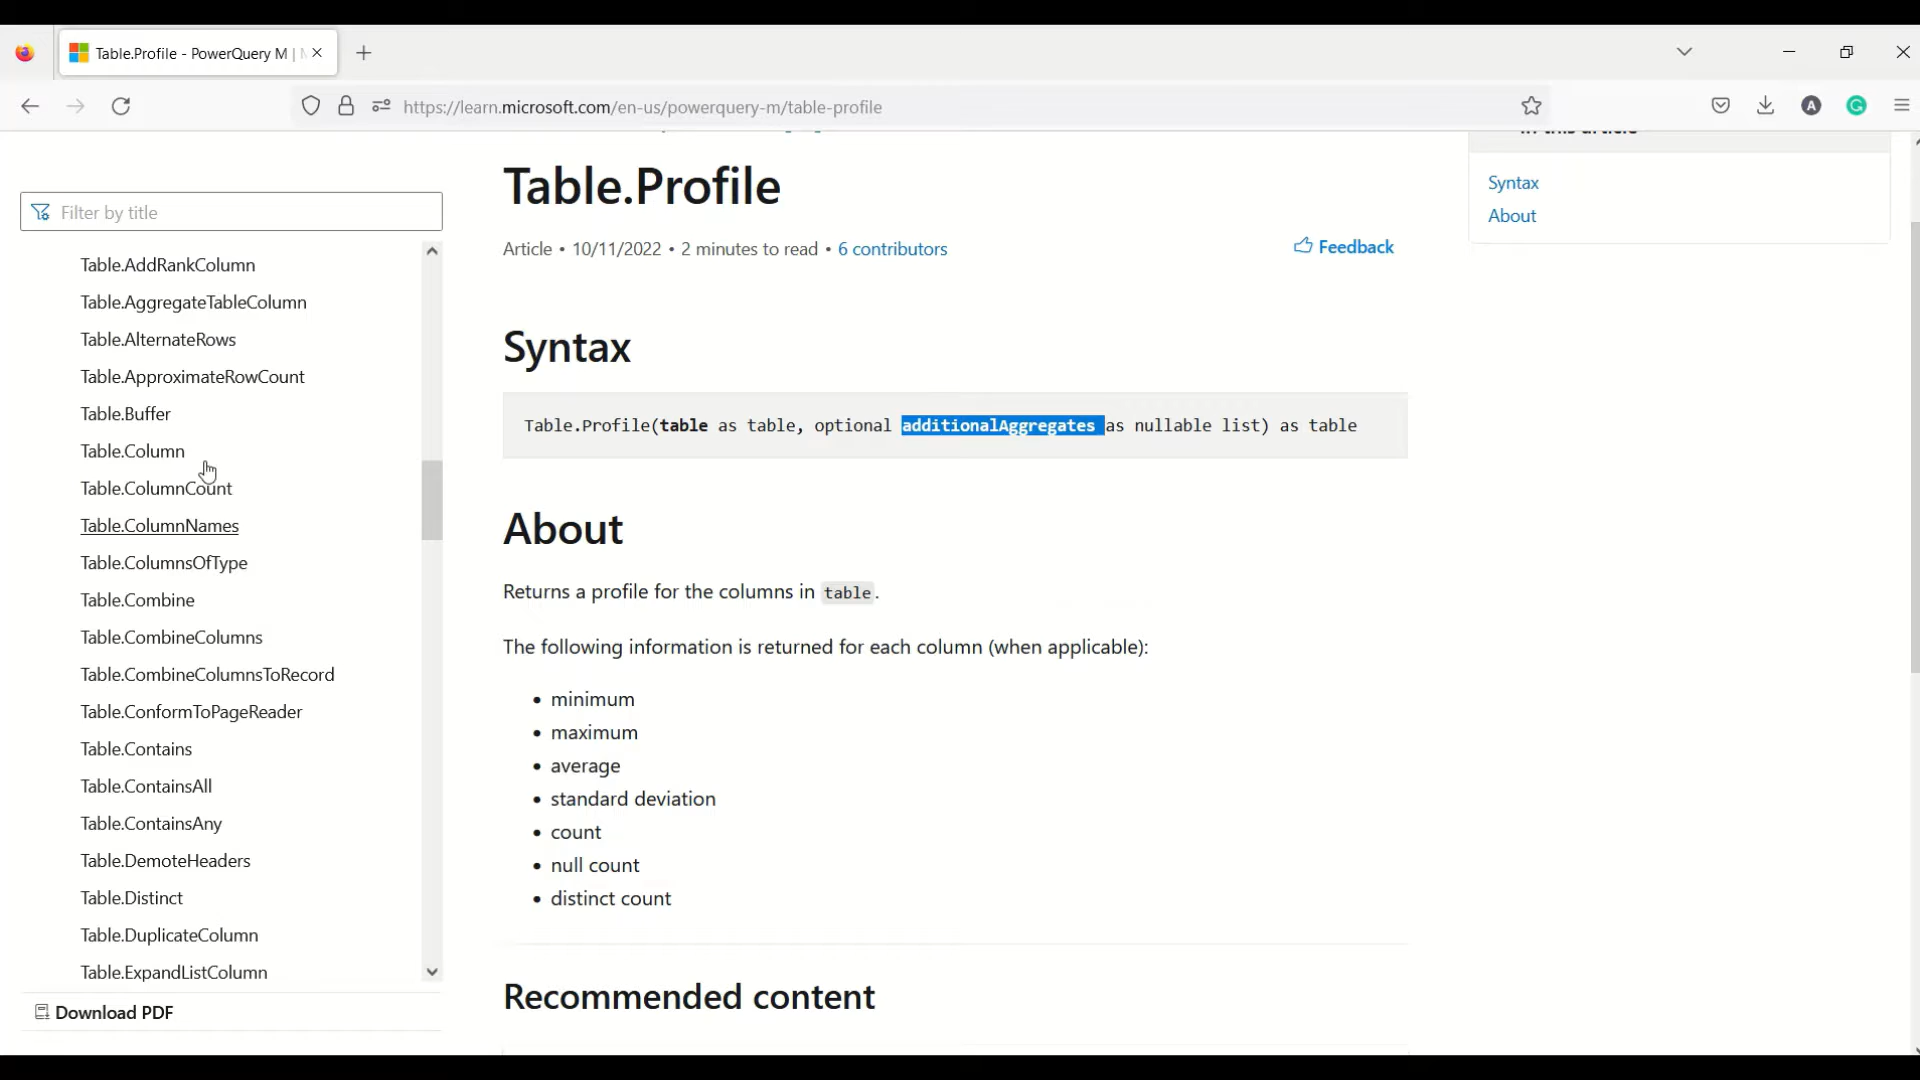 Table.Profile - PowerQuery M |
https://learn.microsoft.com/en-us/powerquery-m/table-profile
A
G
In this article
Table.Profile
Syntax
Filter by title
About
Article • 10/11/2022 • 2 minutes to read • 6 contributors
Feedback
Table.AddRankColumn
Table.AggregateTableColumn
Table.AlternateRows
Table.ApproximateRowCount
Table.Buffer
Table.Column
Table.ColumnCount
Table.ColumnNames
Table.ColumnsOfType
Table.Combine
Table.CombineColumns
Table.CombineColumnsToRecord
Table.ConformToPageReader
Table.Contains
Table.ContainsAll
Table.ContainsAny
Table.DemoteHeaders
Table.Distinct
Table.DuplicateColumn
Table.ExpandListColumn
Download PDF
Syntax
Table.Profile(table as table, optional additionalAggregates as nullable list) as table
About
Returns a profile for the columns in table.
The following information is returned for each column (when applicable):
• minimum
• maximum
• average
• standard deviation
• count
• null count
• distinct count
Recommended content